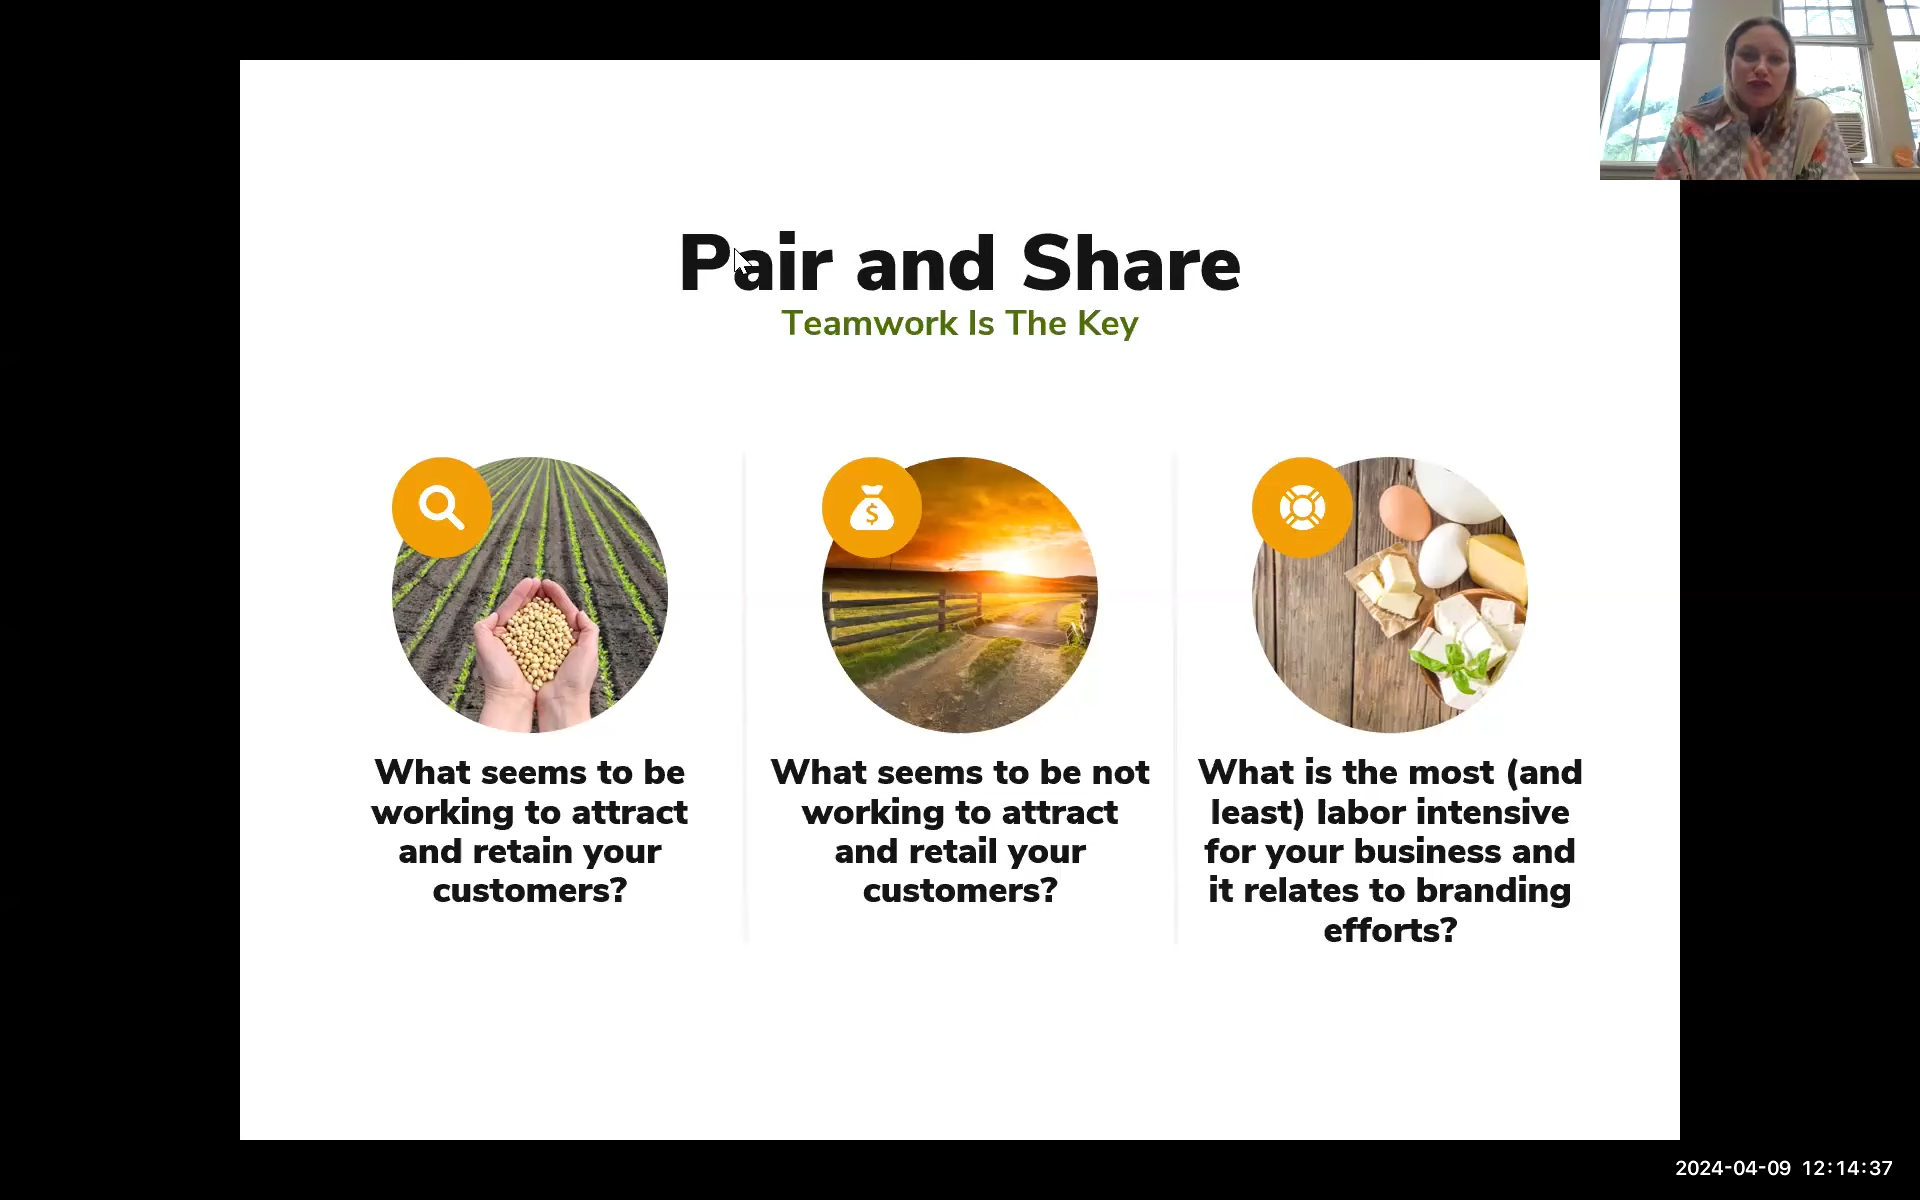 Pair and Share
Teamwork Is The Key
$
What seems to be
working to attract
and retain your
customers?
What seems to be not
working to attract
and retail your
customers?
What is the most (and
least) labor intensive
for your business and
it relates to branding
efforts?
2024-04-09 12:14:37